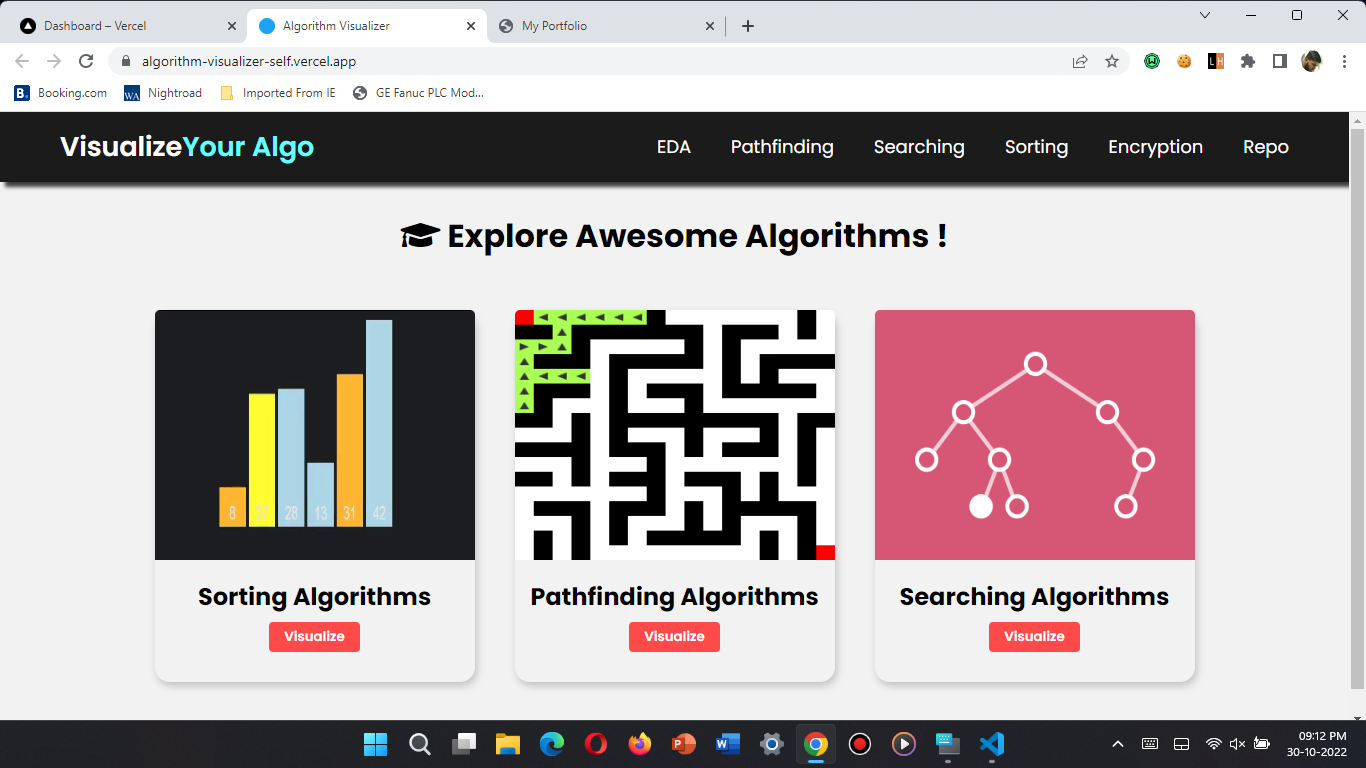 Dashboard – Vercel
Algorithm Visualizer
My Portfolio
algorithm-visualizer-self.vercel.app
Booking.com
Nightroad
Imported From IE
GE Fanuc PLC Mod...
VisualizeYour Algo
EDA
Pathfinding
Searching
Sorting
Encryption
Repo
Explore Awesome Algorithms !
8 27 28 13 31 42
Sorting Algorithms
Visualize
Pathfinding Algorithms
Visualize
Searching Algorithms
Visualize
09:12 PM
30-10-2022